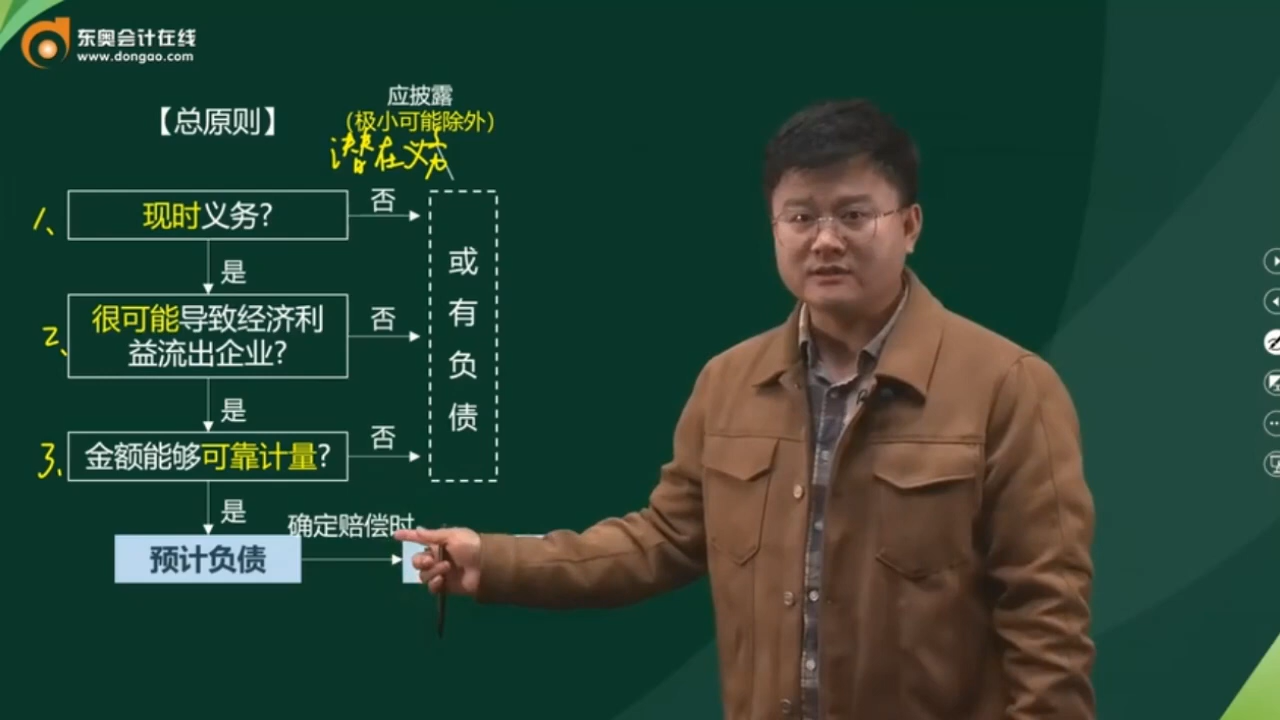 东奥会计在线
www.dongao.com
【总原则】
应披露
（极小可能除外）
潜在义务
1、
现时义务?
否
是
2、
很可能导致经济利
益流出企业?
否
是
3、
金额能够可靠计量?
否
是
或
有
负
债
预计负债
确定赔偿时